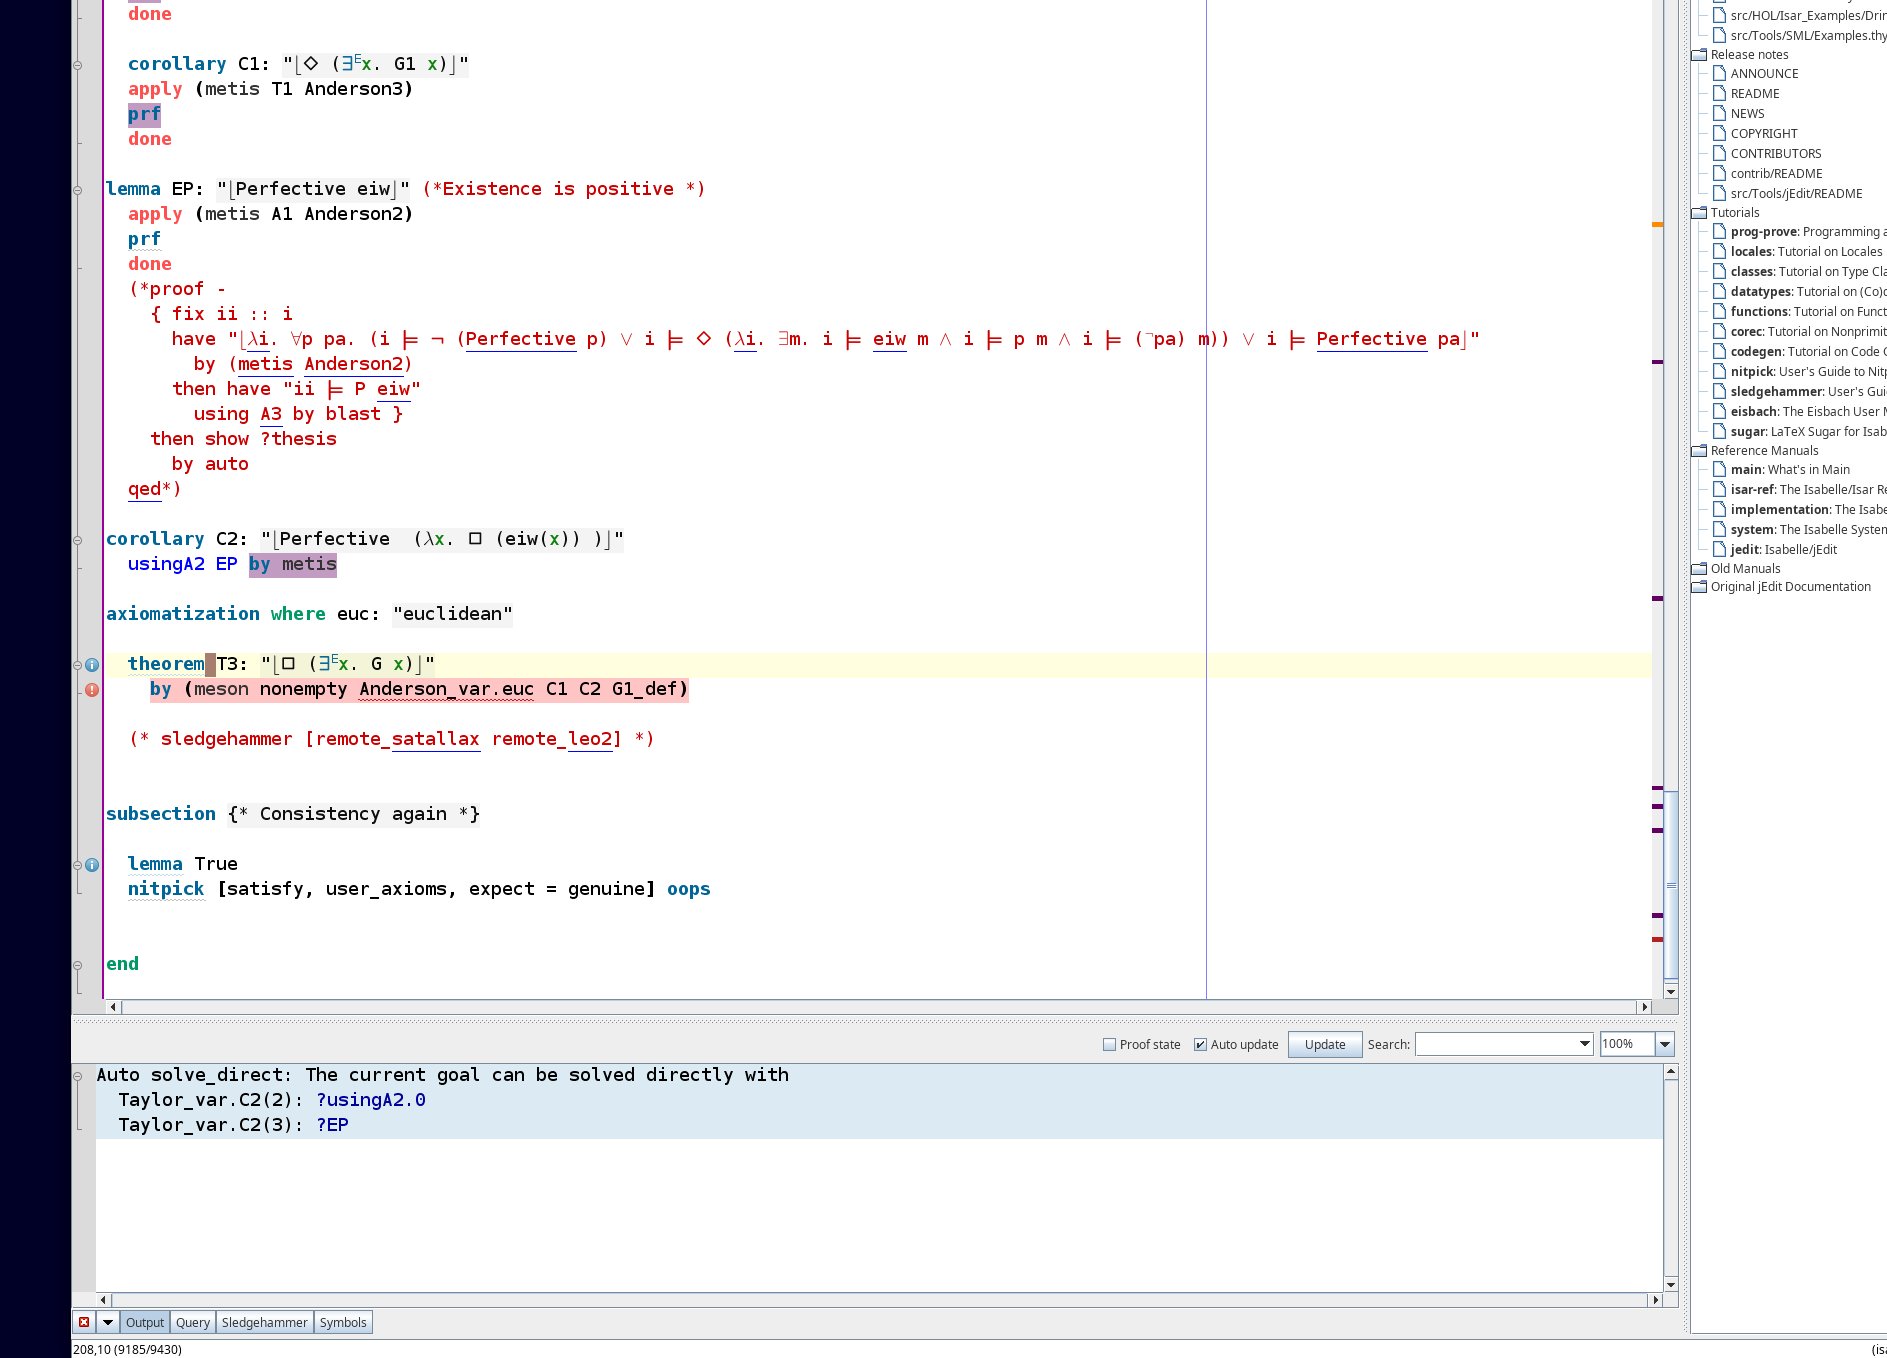 done
corollary C1: "⌊◇ (∃ᴱx. G1 x)⌋"
apply (metis T1 Anderson3)
prf
done
lemma EP: "⌊Perfective eiw⌋" (*Existence is positive *)
apply (metis A1 Anderson2)
prf
done
(*proof -
{ fix ii :: i
have "⌊λi. ∀p pa. (i ⊨ ¬ (Perfective p) ∨ i ⊨ ◇ (λi. ∃m. i ⊨ eiw m ∧ i ⊨ p m ∧ i ⊨ (⌝pa) m)) ∨ i ⊨ Perfective pa⌋"
by (metis Anderson2)
then have "ii ⊨ P eiw"
using A3 by blast }
then show ?thesis
by auto
qed*)
corollary C2: "⌊Perfective  (λx. □ (eiw(x)) )⌋"
usingA2 EP by metis
axiomatization where euc: "euclidean"
theorem T3: "⌊□ (∃ᴱx. G x)⌋"
by (meson nonempty Anderson_var.euc C1 C2 G1_def)
(* sledgehammer [remote_satallax remote_leo2] *)
subsection {* Consistency again *}
lemma True
nitpick [satisfy, user_axioms, expect = genuine] oops
end
Proof state Auto update Update Search: 100%
Auto solve_direct: The current goal can be solved directly with
Taylor_var.C2(2): ?usingA2.0
Taylor_var.C2(3): ?EP
Output Query Sledgehammer Symbols
208,10 (9185/9430)
src/HOL/Isar_Examples/Drin
src/Tools/SML/Examples.thy
Release notes
ANNOUNCE
README
NEWS
COPYRIGHT
CONTRIBUTORS
contrib/README
src/Tools/jEdit/README
Tutorials
prog-prove: Programming a
locales: Tutorial on Locales
classes: Tutorial on Type Cla
datatypes: Tutorial on (Co)d
functions: Tutorial on Funct
corec: Tutorial on Nonprimit
codegen: Tutorial on Code G
nitpick: User's Guide to Nitp
sledgehammer: User's Gui
eisbach: The Eisbach User M
sugar: LaTeX Sugar for Isab
Reference Manuals
main: What's in Main
isar-ref: The Isabelle/Isar Re
implementation: The Isabe
system: The Isabelle System
jedit: Isabelle/jEdit
Old Manuals
Original jEdit Documentation
(isa